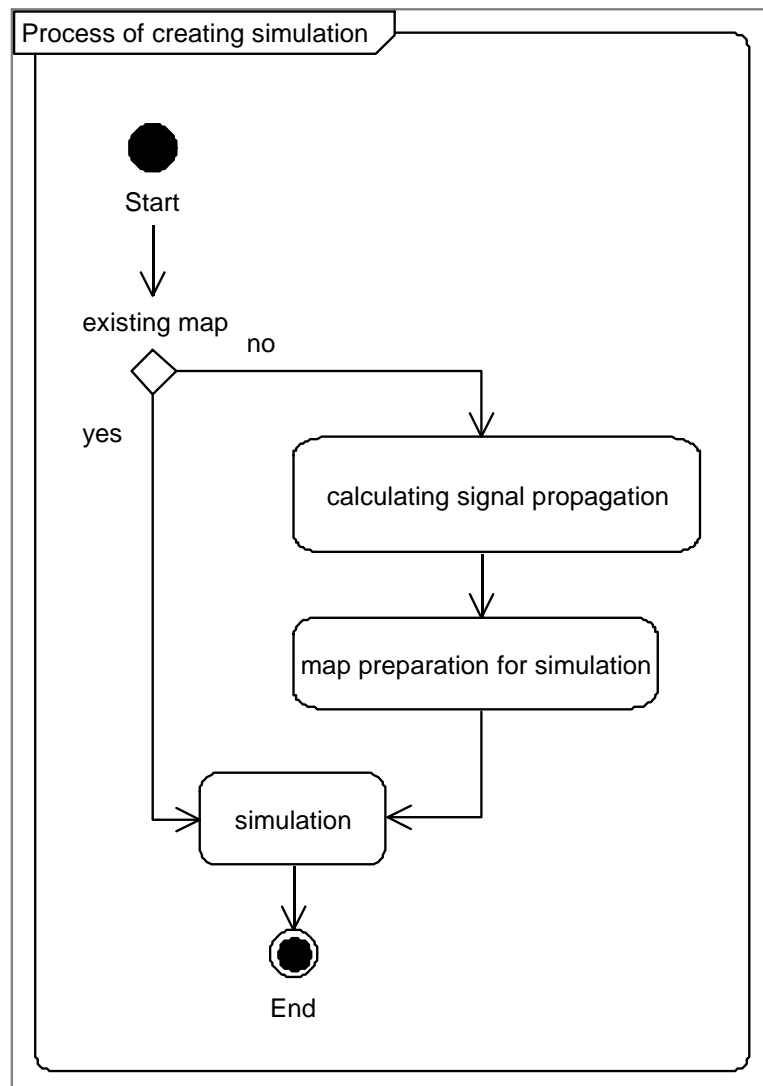 Process of creating simulation
Start
existing map
no
yes
calculating signal propagation
map preparation for simulation
simulation
End